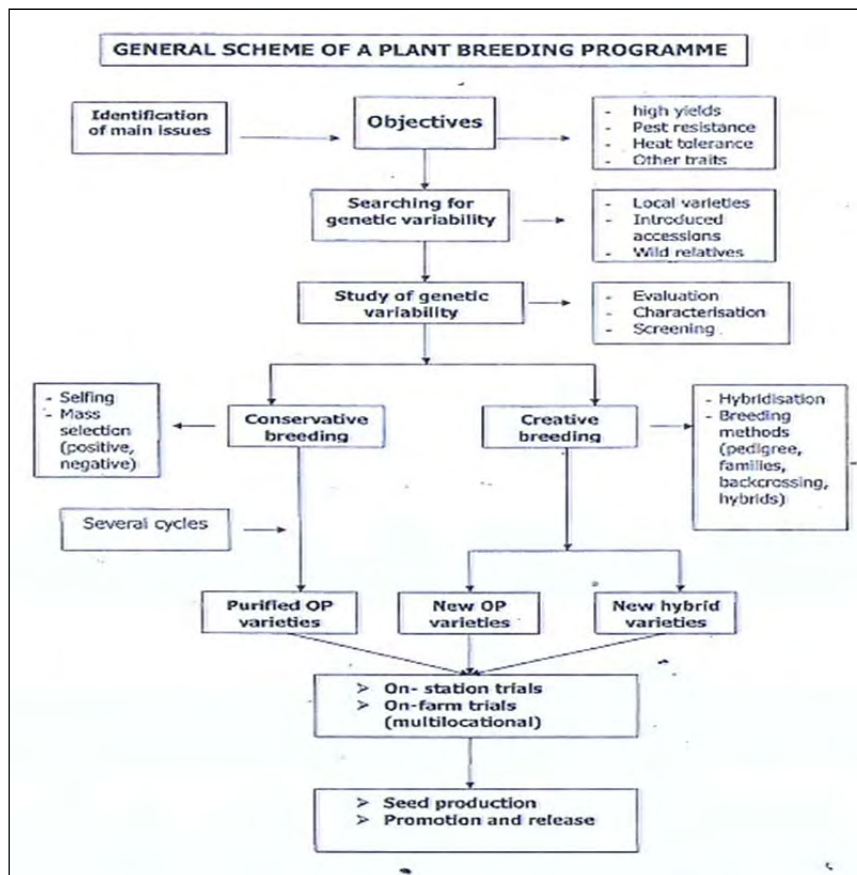 GENERAL SCHEME OF A PLANT BREEDING PROGRAMME
Identification
of main issues
Objectives
- high yields
- Pest resistance
- Heat tolerance
- Other traits
Searching for
genetic variability
- Local varieties
- Introduced
accessions
- Wild relatives
Study of genetic
variability
- Evaluation
- Characterisation
- Screening
- Selfing
- Mass
selection
(positive,
negative)
Conservative
breeding
Creative
breeding
- Hybridisation
- Breeding
methods
(pedigree,
families,
backcrossing,
hybrids)
Several cycles
Purified OP
varieties
New OP
varieties
New hybrid
varieties
➢ On- station trials
➢ On-farm trials
(multilocational)
➢ Seed production
➢ Promotion and release